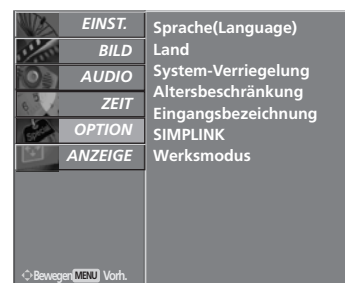 EINST.
BILD
AUDIO
ZEIT
OPTION
ANZEIGE
Bewegen MENU Vorh.
Sprache(Language)
Land
System-Verriegelung
Altersbeschränkung
Eingangsbezeichnung
SIMPLINK
Werksmodus